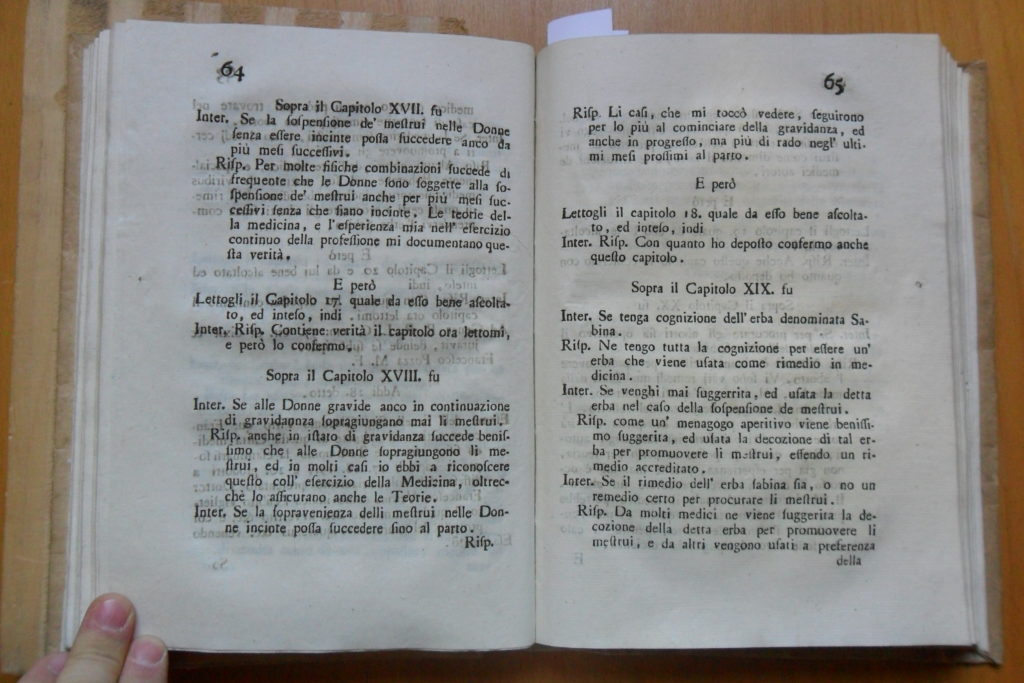 64
Sopra il Capitolo XVII. fu
Inter. Se la ſoſpenſione de' meſtrui nelle Donne
ſenza eſſere incinte poſſa ſuccedere anco da
più meſi ſucceſſivi.
Riſp. Per molte fiſiche combinazioni ſuccede di
frequente che le Donne ſono ſoggette alla ſo-
ſpenſione de' meſtrui anche per più meſi ſuc-
ceſſivi ſenza che ſiano incinte. Le teorie del-
la medicina, e l'eſperienza mia nell' eſercizio
continuo della profeſſione mi documentano que-
ſta verità.
E però
Lettogli il Capitolo 17. quale da eſſo bene aſcolta-
to, ed inteſo, indi
Inter. Riſp. Contiene verità il capitolo ora lettomi,
e però lo confermo.
Sopra il Capitolo XVIII. fu
Inter. Se alle Donne gravide anco in continuazione
di gravidannza ſopragiungano mai li meſtrui.
Riſp. anche in iſtato di gravidanza ſuccede beniſ-
ſimo che alle Donne ſopragiungono li me-
ſtrui, ed in molti caſi io ebbi a riconoſcere
queſto coll' eſercizio della Medicina, oltrec-
chè lo aſſicurano anche le Teorie.
Inter. Se la ſopravenienza delli meſtrui nelle Don-
ne incinte poſſa ſuccedere ſino al parto.
Riſp.
65
Riſp. Li caſi, che mi toccò vedere, ſeguirono
per lo più al cominciare della gravidanza, ed
anche in progreſſo, ma più di rado negl' ulti-
mi meſi proſſimi al parto.
E però
Lettogli il capitolo 18. quale da eſſo bene aſcolta-
to, ed inteſo, indi
Inter. Riſp. Con quanto ho depoſto confermo anche
queſto capitolo.
Sopra il Capitolo XIX. fu
Inter. Se tenga cognizione dell' erba denominata Sa-
bina.
Riſp. Ne tengo tutta la cognizione per eſſere un'
erba che viene uſata come rimedio in me-
dicina.
Inter. Se venghi mai ſuggerrita, ed uſata la detta
erba nel caſo della ſoſpenſione de meſtrui.
Riſp. come un' menagogo aperitivo viene beniſſi-
mo ſuggerita, ed uſata la decozione di tal er-
ba per promuovere li meſtrui, eſſendo un ri-
medio accreditato.
Inter. Se il rimedio dell' erba ſabina ſia, o no un
remedio certo per procurare li meſtrui.
Riſp. Da molti medici ne viene ſuggerita la de-
cozione della detta erba per promuovere li
meſtrui, e da altri vengono uſati a preferenza
della